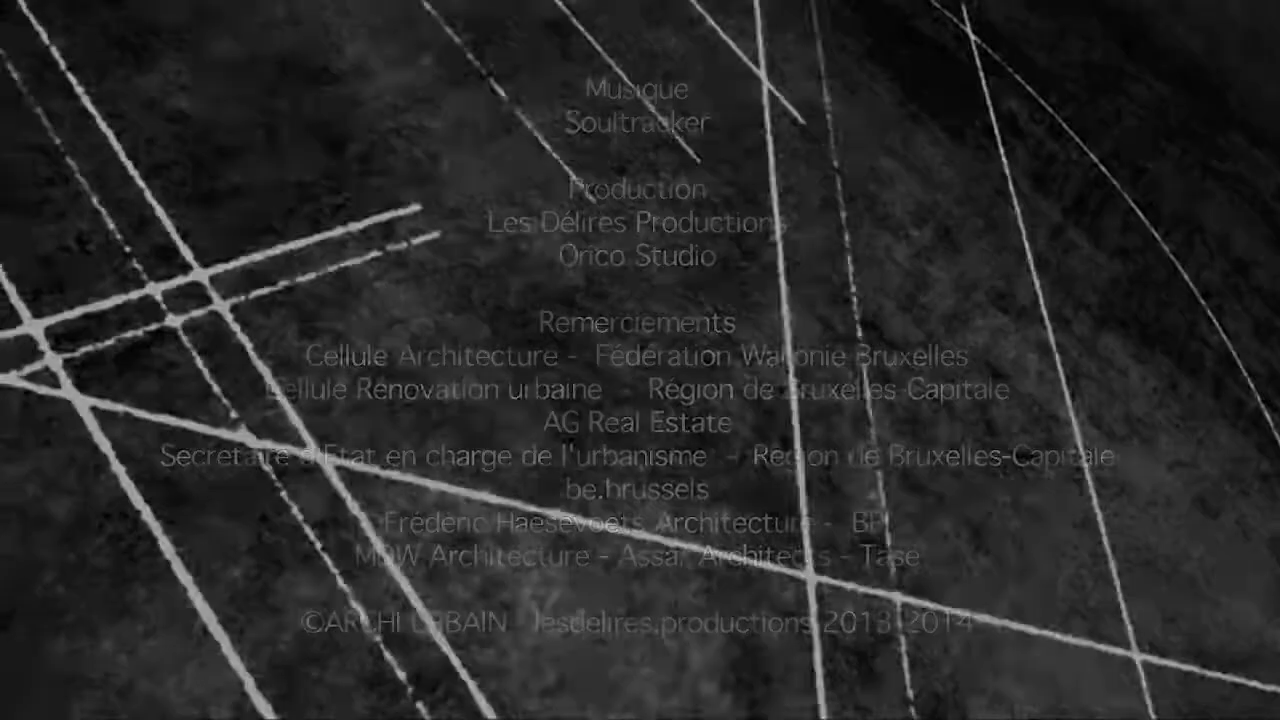 Musique
Soultracker
Production
Les Délires Productions
Onco Studio
Remerciements
Cellule Architecture - Fédération Wallonie Bruxelles
Cellule Rénovation urbaine Région de Bruxelles-Capitale
AG Real Estate
Secrétaire d'Etat en charge de l'urbanisme - Région de Bruxelles-Capitale
be.brussels
Frédéric Haesevoets Architecture -
MDW Architecture - Assar Architects - Tase
©ARCHI URBAIN lesdelires.productions 2013-2014